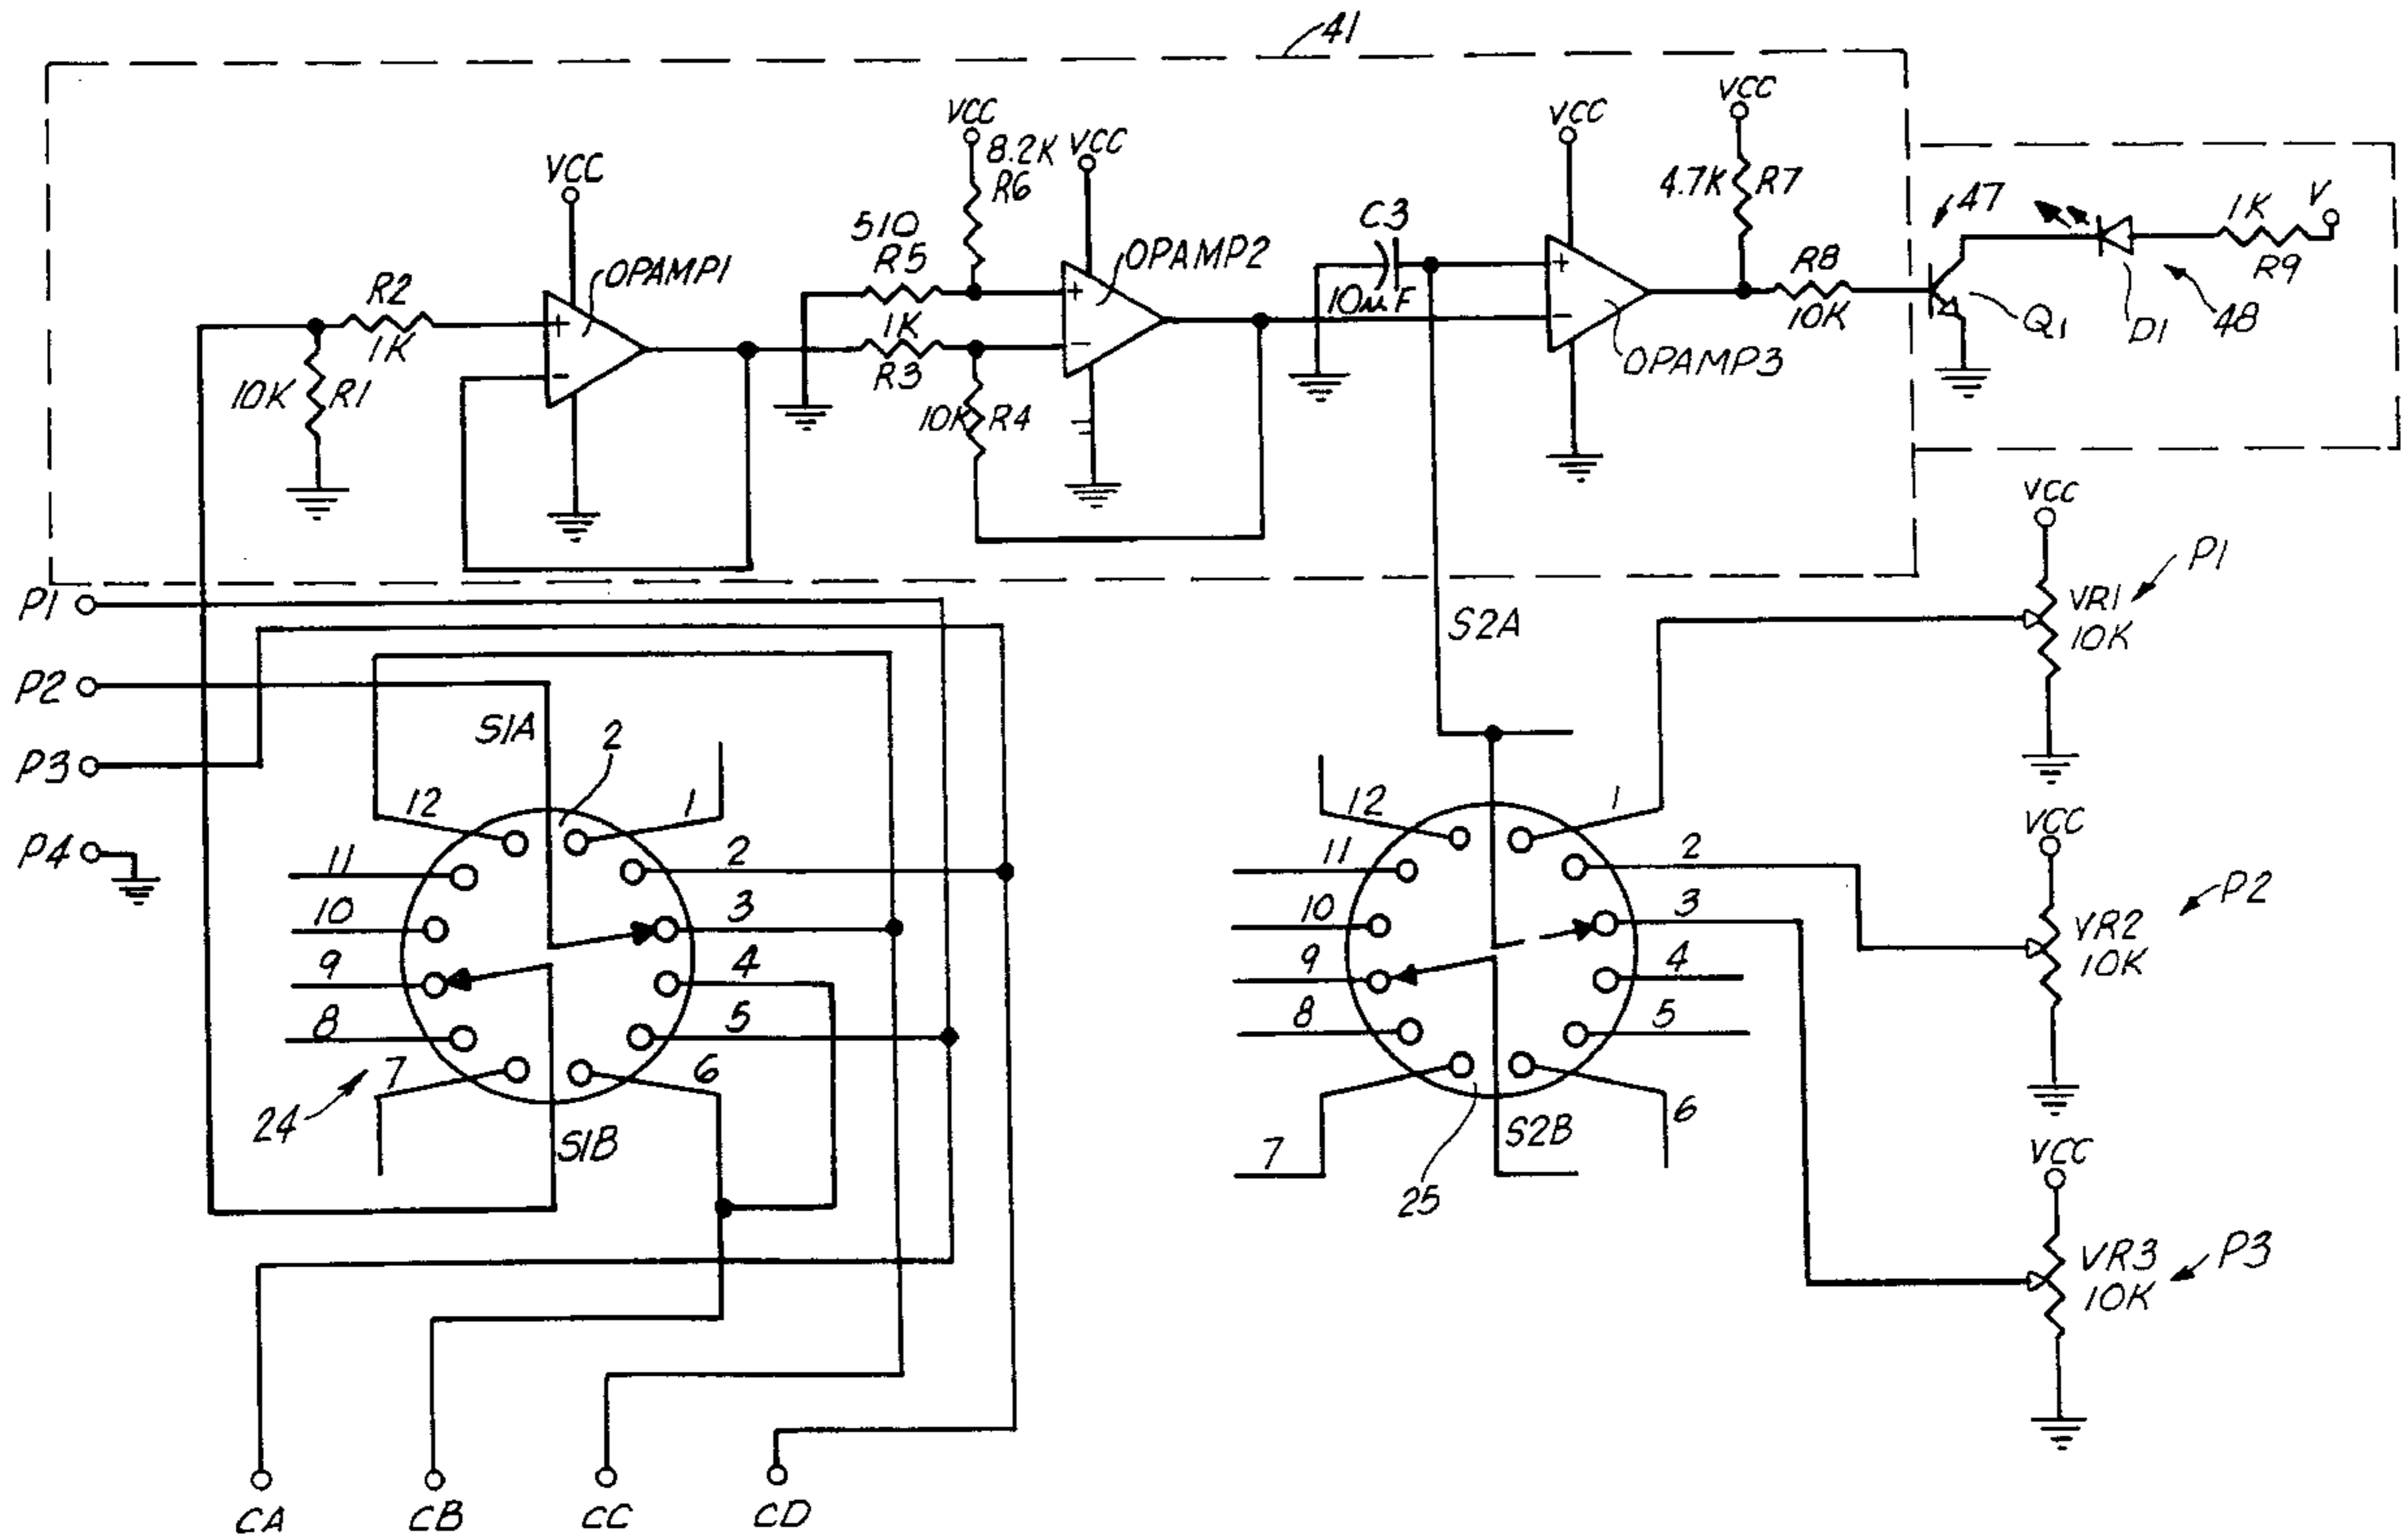 41
VCC
VCC
VCC
8.2K
R6
VCC
VCC
4.7K R7
47
1K
V
R9
48
D1
Q1
R2
1K
10K R1
+
-
OPAMP1
510
R5
1K
R3
10K R4
+
-
OPAMP2
C3
10μF
+
-
OPAMP3
R8
10K
P1
P2
P3
P4
S1A
2
12
1
11
2
10
3
9
4
8
5
7
6
24
S1B
S2A
12
1
11
2
10
3
9
4
8
5
7
6
25
S2B
VCC
VR1
10K
P1
VCC
VR2
10K
P2
VCC
VR3
10K
P3
CA
CB
CC
CD